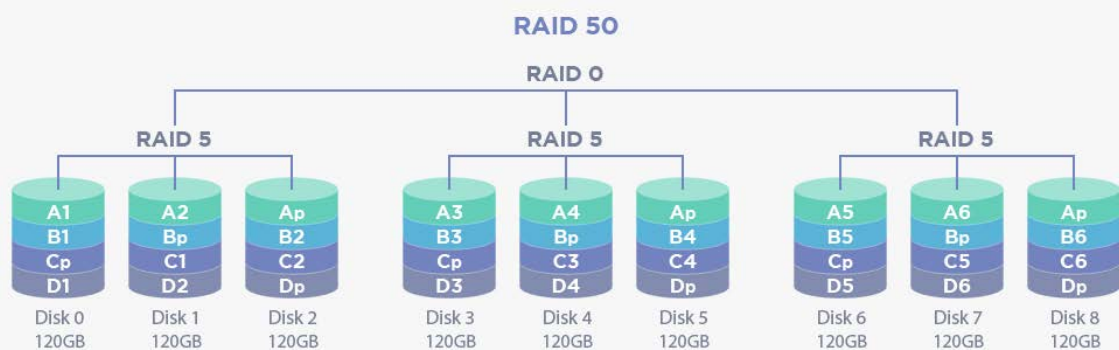 RAID 50
RAID 0
RAID 5 RAID 5 RAID 5
A1 A2 Ap A3 A4 Ap A5 A6 Ap
B1 Bp B2 B3 Bp B4 B5 Bp B6
Cp C1 C2 Cp C3 C4 Cp C5 C6
D1 D2 Dp D3 D4 Dp D5 D6 Dp
Disk 0 Disk 1 Disk 2 Disk 3 Disk 4 Disk 5 Disk 6 Disk 7 Disk 8
120GB 120GB 120GB 120GB 120GB 120GB 120GB 120GB 120GB